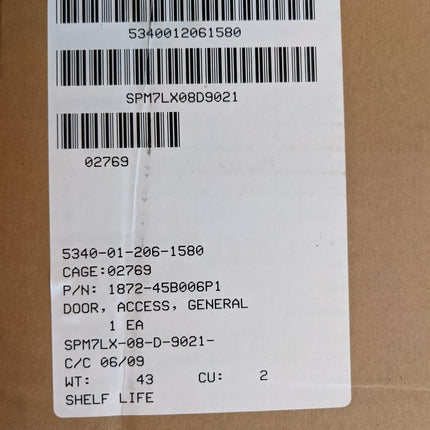 5340012061580
SPM7LX08D9021
02769
5340-01-206-1580
CAGE:02769
P/N: 1872-45B006P1
DOOR, ACCESS, GENERAL
1 EA
SPM7LX-08-D-9021-
C/C 06/09
WT: 43 CU: 2
SHELF LIFE